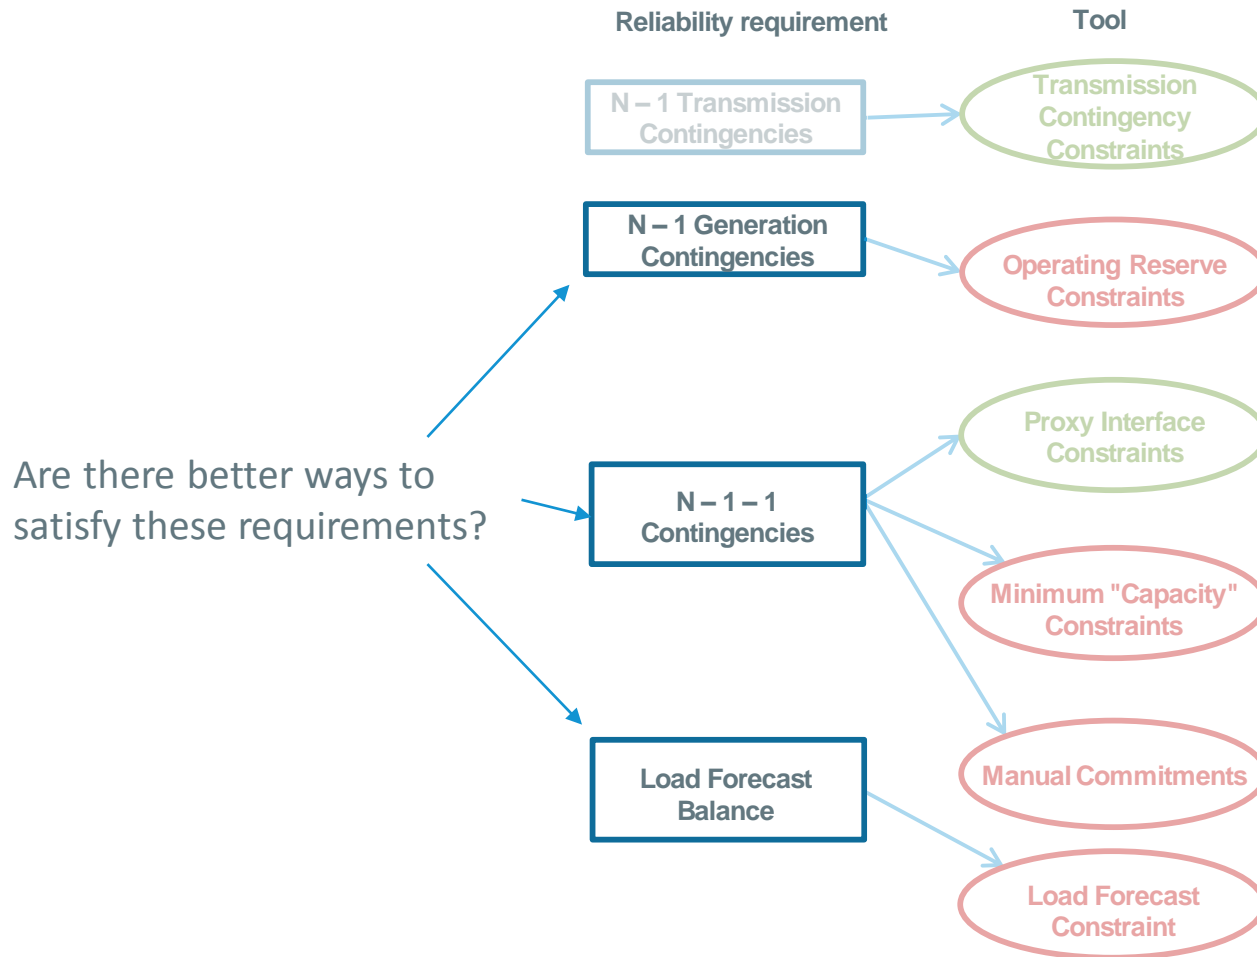 Reliability requirement
Tool
N – 1 Transmission
Contingencies
Transmission
Contingency
Constraints
N – 1 Generation
Contingencies
Operating Reserve
Constraints
Are there better ways to
satisfy these requirements?
N – 1 – 1
Contingencies
Proxy Interface
Constraints
Minimum "Capacity"
Constraints
Manual Commitments
Load Forecast
Balance
Load Forecast
Constraint